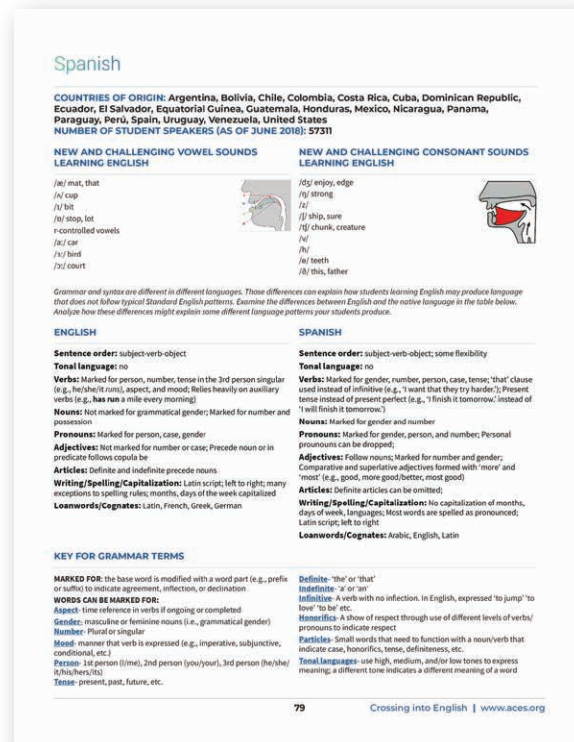 Spanish
COUNTRIES OF ORIGIN: Argentina, Bolivia, Chile, Colombia, Costa Rica, Cuba, Dominican Republic,
Ecuador, El Salvador, Equatorial Guinea, Guatemala, Honduras, Mexico, Nicaragua, Panama,
Paraguay, Perú, Spain, Uruguay, Venezuela, United States
NUMBER OF STUDENT SPEAKERS (AS OF JUNE 2018): 57311
NEW AND CHALLENGING VOWEL SOUNDS
LEARNING ENGLISH
/æ/ mat, that
/ʌ/ cup
/ɪ/ bit
/ɒ/ stop, lot
r-controlled vowels
/a:/ car
/ɜ:/ bird
/ɔ:/ court
NEW AND CHALLENGING CONSONANT SOUNDS
LEARNING ENGLISH
/dʒ/ enjoy, edge
/ŋ/ strong
/z/
/ʃ/ ship, sure
/tʃ/ chunk, creature
/v/
/h/
/ɵ/ teeth
/ð/ this, father
Grammar and syntax are different in different languages. Those differences can explain how students learning English may produce language
that does not follow typical Standard English patterns. Examine the differences between English and the native language in the table below.
Analyze how these differences might explain some different language patterns your students produce.
ENGLISH
Sentence order: subject-verb-object
Tonal language: no
Verbs: Marked for person, number, tense in the 3rd person singular
(e.g., he/she/it runs), aspect, and mood; Relies heavily on auxiliary
verbs (e.g., has run a mile every morning)
Nouns: Not marked for grammatical gender; Marked for number and
possession
Pronouns: Marked for person, case, gender
Adjectives: Not marked for number or case; Precede noun or in
predicate follows copula be
Articles: Definite and indefinite precede nouns
Writing/Spelling/Capitalization: Latin script; left to right; many
exceptions to spelling rules; months, days of the week capitalized
Loanwords/Cognates: Latin, French, Greek, German
SPANISH
Sentence order: subject-verb-object; some flexibility
Tonal language: no
Verbs: Marked for gender, number, person, case, tense; 'that' clause
used instead of infinitive (e.g., 'I want that they try harder.'); Present
tense instead of present perfect (e.g., 'I finish it tomorrow.' instead of
'I will finish it tomorrow.')
Nouns: Marked for gender and number
Pronouns: Marked for gender, person, and number; Personal
prounouns can be dropped;
Adjectives: Follow nouns; Marked for number and gender;
Comparative and superlative adjectives formed with 'more' and
'most' (e.g., good, more good/better, most good)
Articles: Definite articles can be omitted;
Writing/Spelling/Capitalization: No capitalization of months,
days of week, languages; Most words are spelled as pronounced;
Latin script; left to right
Loanwords/Cognates: Arabic, English, Latin
KEY FOR GRAMMAR TERMS
MARKED FOR: the base word is modified with a word part (e.g., prefix
or suffix) to indicate agreement, inflection, or declination
WORDS CAN BE MARKED FOR:
Aspect- time reference in verbs if ongoing or completed
Gender- masculine or feminine nouns (i.e., grammatical gender)
Number- Plural or singular
Mood- manner that verb is expressed (e.g., imperative, subjunctive,
conditional, etc.)
Person- 1st person (I/me), 2nd person (you/your), 3rd person (he/she/
it/his/hers/its)
Tense- present, past, future, etc.
Definite- 'the' or 'that'
Indefinite- 'a' or 'an'
Infinitive- A verb with no inflection. In English, expressed 'to jump' 'to
love' 'to be' etc.
Honorifics- A show of respect through use of different levels of verbs/
pronouns to indicate respect
Particles- Small words that need to function with a noun/verb that
indicate case, honorifics, tense, definiteness, etc.
Tonal languages- use high, medium, and/or low tones to express
meaning; a different tone indicates a different meaning of a word
79
Crossing into English | www.aces.org